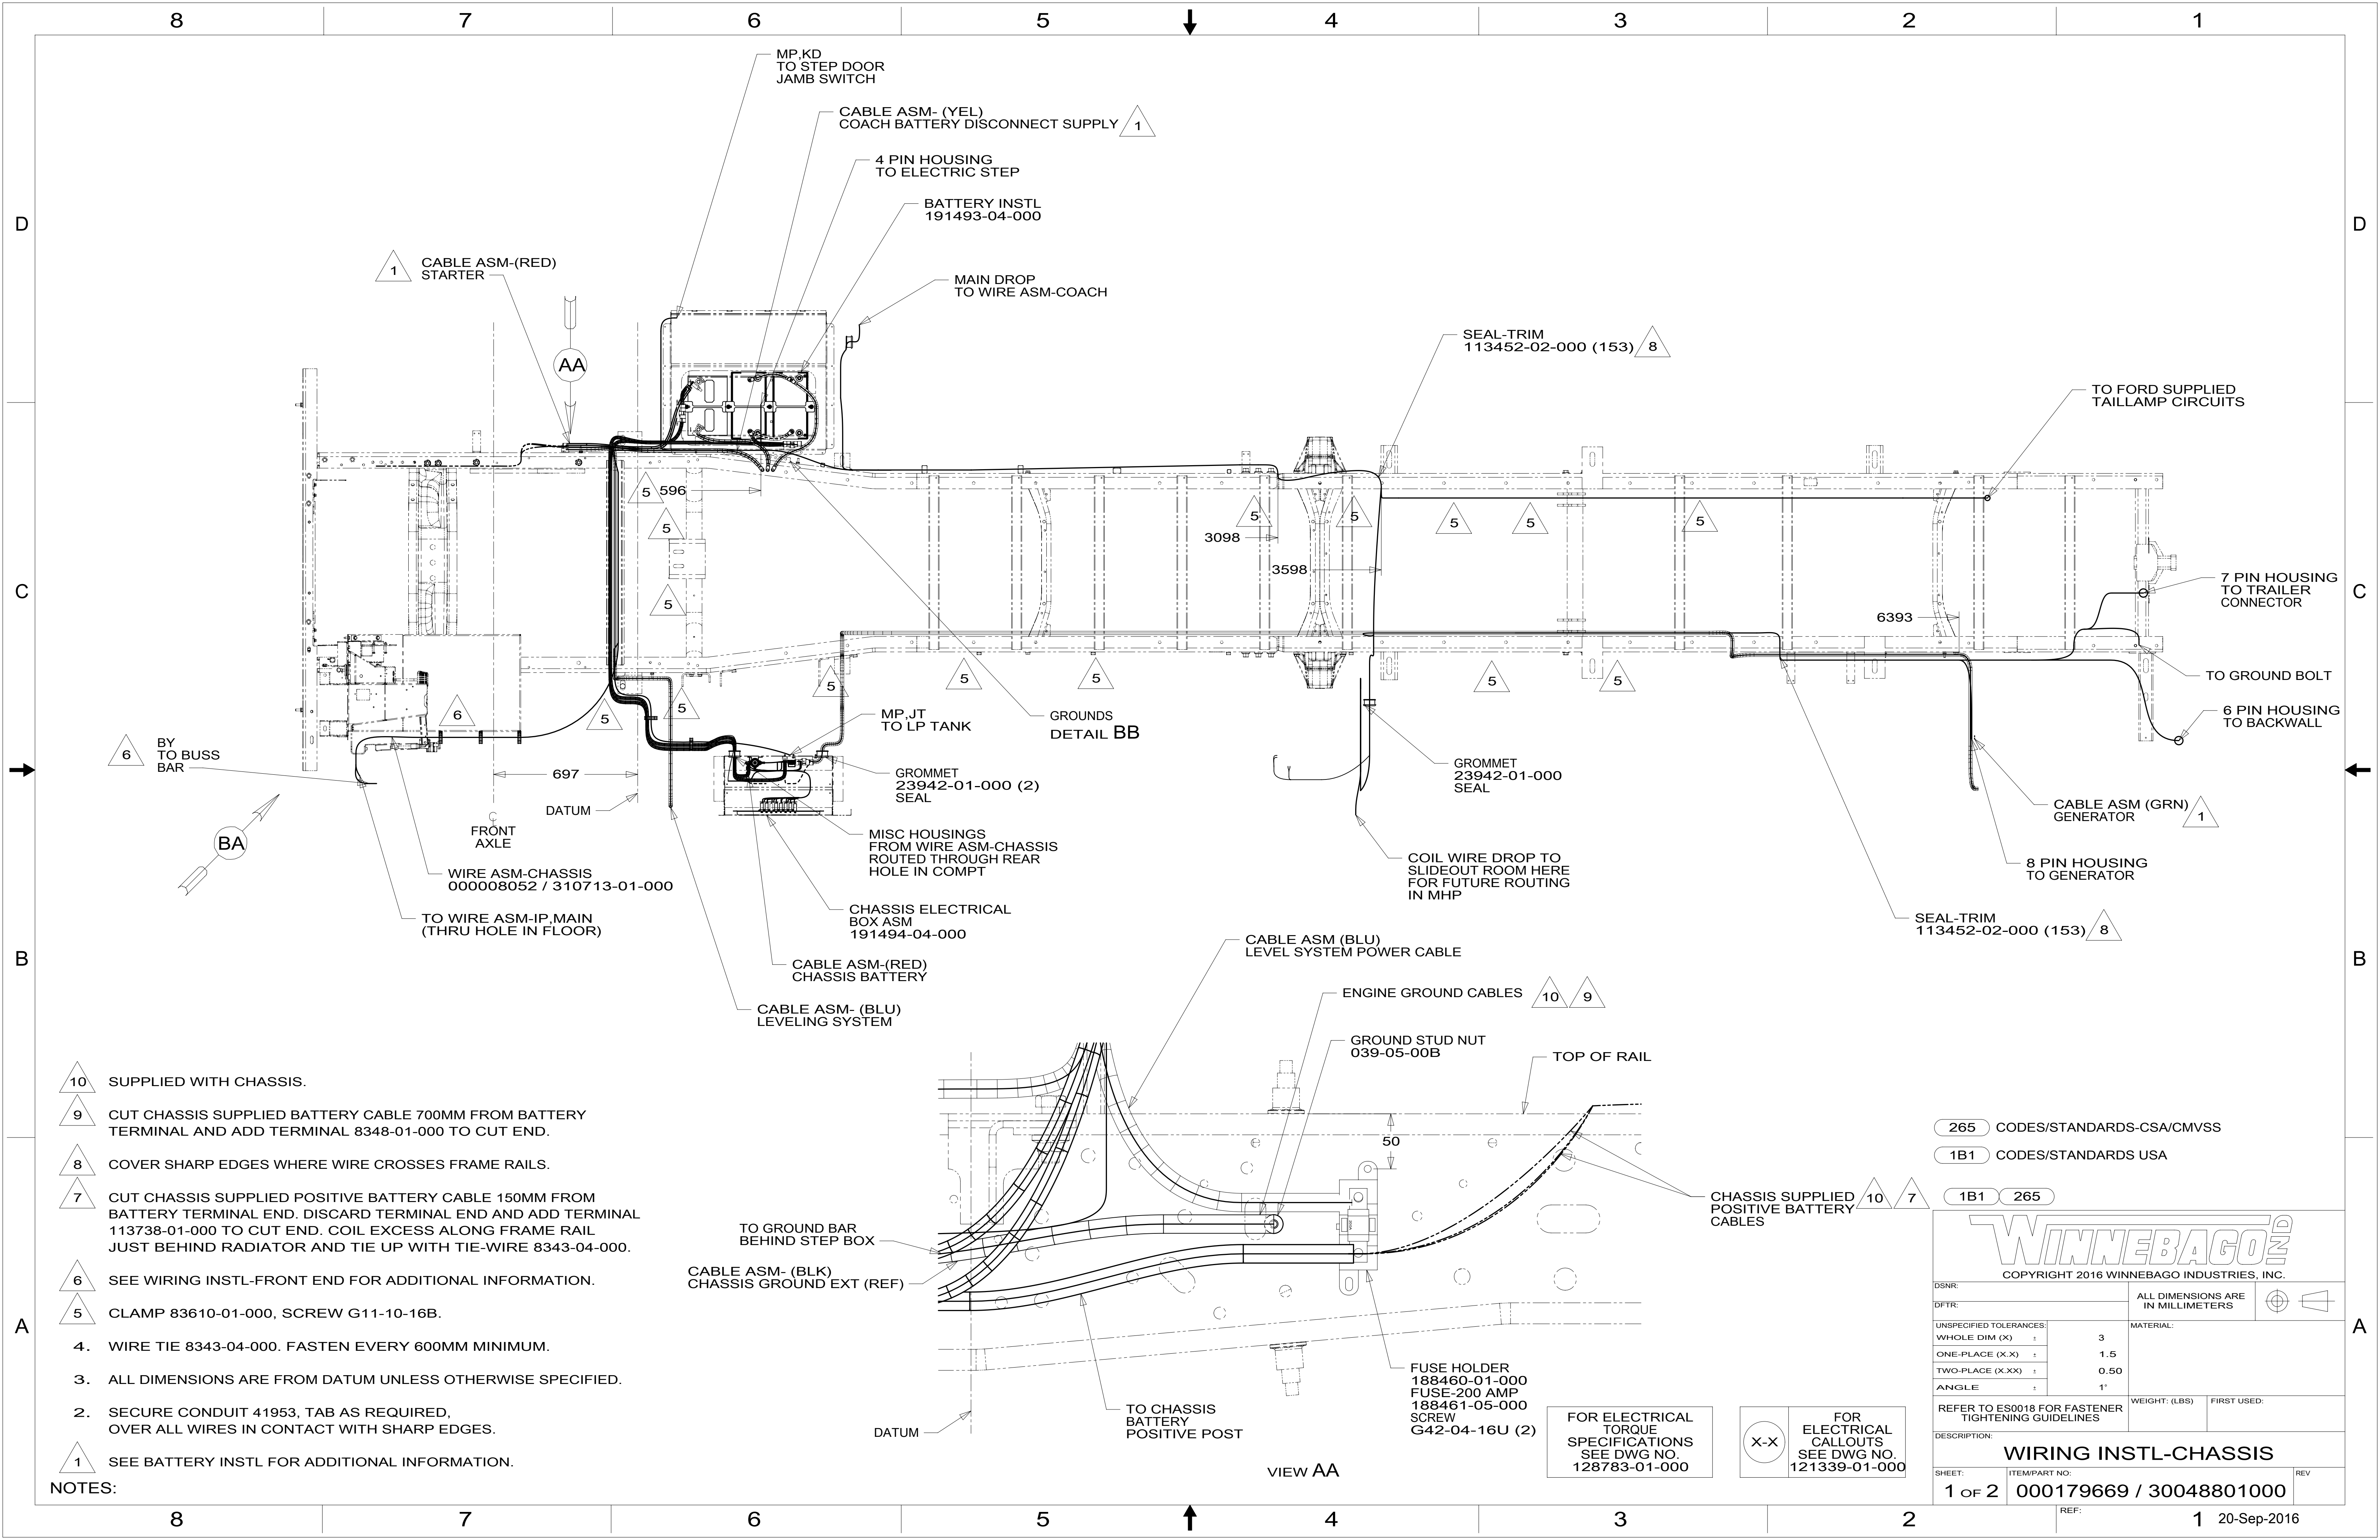 8 7 6 5 4 3 2 1
D
D
C
C
B
B
A
A
MP,KD
TO STEP DOOR
JAMB SWITCH
CABLE ASM- (YEL)
COACH BATTERY DISCONNECT SUPPLY 1
4 PIN HOUSING
TO ELECTRIC STEP
BATTERY INSTL
191493-04-000
1 CABLE ASM-(RED)
STARTER
MAIN DROP
TO WIRE ASM-COACH
AA
SEAL-TRIM
113452-02-000 (153) 8
TO FORD SUPPLIED
TAILLAMP CIRCUITS
5 596
5
5
5
5
5
5
5
3098
3598
7 PIN HOUSING
TO TRAILER
CONNECTOR
6393
5
5
5
5
5
5
5
5
TO GROUND BOLT
6 PIN HOUSING
TO BACKWALL
6
6 BY
TO BUSS
BAR
MP,JT
TO LP TANK
GROUNDS
DETAIL BB
697
DATUM
GROMMET
23942-01-000 (2)
SEAL
GROMMET
23942-01-000
SEAL
CABLE ASM (GRN)
GENERATOR 1
C
L
FRONT
AXLE
BA
MISC HOUSINGS
FROM WIRE ASM-CHASSIS
ROUTED THROUGH REAR
HOLE IN COMPT
COIL WIRE DROP TO
SLIDEOUT ROOM HERE
FOR FUTURE ROUTING
IN MHP
8 PIN HOUSING
TO GENERATOR
WIRE ASM-CHASSIS
000008052 / 310713-01-000
TO WIRE ASM-IP,MAIN
(THRU HOLE IN FLOOR)
CHASSIS ELECTRICAL
BOX ASM
191494-04-000
SEAL-TRIM
113452-02-000 (153) 8
CABLE ASM-(RED)
CHASSIS BATTERY
CABLE ASM- (BLU)
LEVELING SYSTEM
CABLE ASM (BLU)
LEVEL SYSTEM POWER CABLE
ENGINE GROUND CABLES 10 9
GROUND STUD NUT
039-05-00B
TOP OF RAIL
50
CHASSIS SUPPLIED
POSITIVE BATTERY
CABLES 10 7
TO GROUND BAR
BEHIND STEP BOX
CABLE ASM- (BLK)
CHASSIS GROUND EXT (REF)
DATUM
TO CHASSIS
BATTERY
POSITIVE POST
FUSE HOLDER
188460-01-000
FUSE-200 AMP
188461-05-000
SCREW
G42-04-16U (2)
VIEW AA
10 SUPPLIED WITH CHASSIS.
9 CUT CHASSIS SUPPLIED BATTERY CABLE 700MM FROM BATTERY
TERMINAL AND ADD TERMINAL 8348-01-000 TO CUT END.
8 COVER SHARP EDGES WHERE WIRE CROSSES FRAME RAILS.
7 CUT CHASSIS SUPPLIED POSITIVE BATTERY CABLE 150MM FROM
BATTERY TERMINAL END. DISCARD TERMINAL END AND ADD TERMINAL
113738-01-000 TO CUT END. COIL EXCESS ALONG FRAME RAIL
JUST BEHIND RADIATOR AND TIE UP WITH TIE-WIRE 8343-04-000.
6 SEE WIRING INSTL-FRONT END FOR ADDITIONAL INFORMATION.
5 CLAMP 83610-01-000, SCREW G11-10-16B.
4. WIRE TIE 8343-04-000. FASTEN EVERY 600MM MINIMUM.
3. ALL DIMENSIONS ARE FROM DATUM UNLESS OTHERWISE SPECIFIED.
2. SECURE CONDUIT 41953, TAB AS REQUIRED,
OVER ALL WIRES IN CONTACT WITH SHARP EDGES.
1 SEE BATTERY INSTL FOR ADDITIONAL INFORMATION.
NOTES:
FOR ELECTRICAL
TORQUE
SPECIFICATIONS
SEE DWG NO.
128783-01-000
X-X
FOR
ELECTRICAL
CALLOUTS
SEE DWG NO.
121339-01-000
265 CODES/STANDARDS-CSA/CMVSS
1B1 CODES/STANDARDS USA
1B1 265
WINNEBAGO IND
COPYRIGHT 2016 WINNEBAGO INDUSTRIES, INC.
DSNR:
DFTR:
ALL DIMENSIONS ARE
IN MILLIMETERS
UNSPECIFIED TOLERANCES:
WHOLE DIM (X) ± 3
ONE-PLACE (X.X) ± 1.5
TWO-PLACE (X.XX) ± 0.50
ANGLE ± 1°
MATERIAL:
REFER TO ES0018 FOR FASTENER
TIGHTENING GUIDELINES
WEIGHT: (LBS)
FIRST USED:
DESCRIPTION:
WIRING INSTL-CHASSIS
SHEET:
1 OF 2
ITEM/PART NO:
000179669 / 30048801000
REV
REF:
8 7 6 5 4 3 2 1
20-Sep-2016